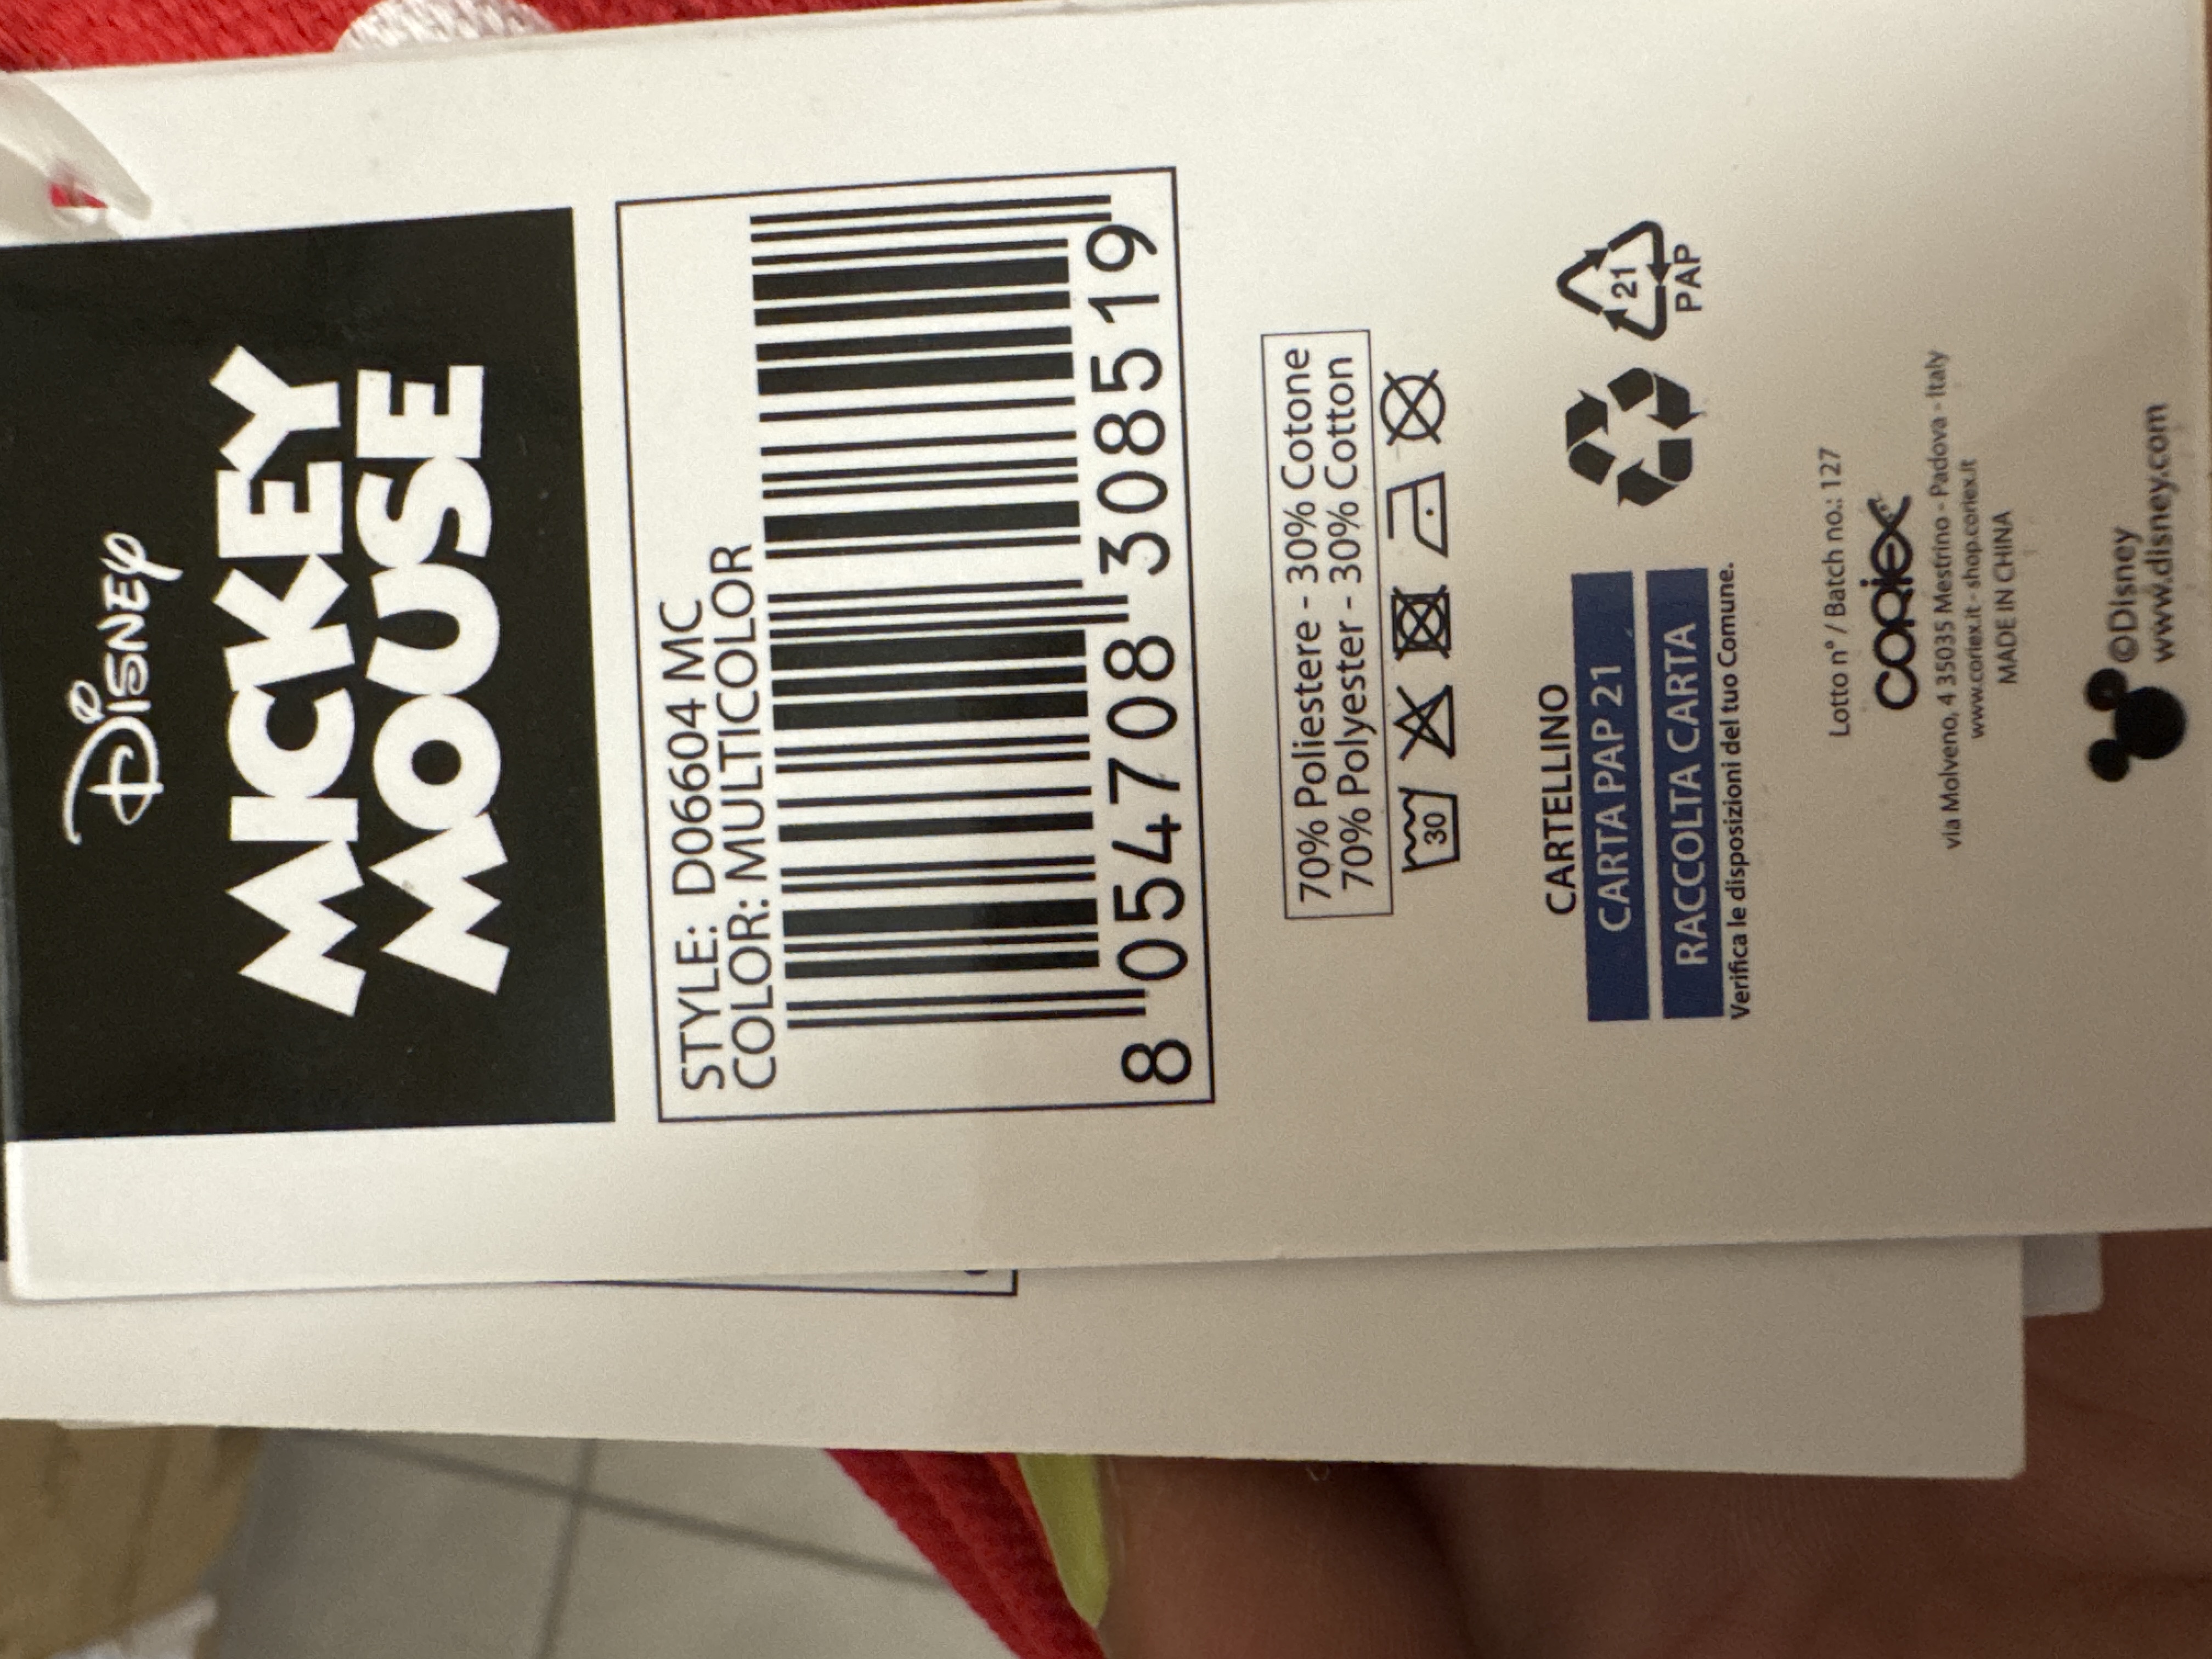 Disney
MICKEY
MOUSE
STYLE: D06604 MC
COLOR: MULTICOLOR
8 054708 308519
70% Poliestere - 30% Cotone
70% Polyester - 30% Cotton
30
CARTELLINO
CARTA PAP 21
RACCOLTA CARTA
Verifica le disposizioni del tuo Comune.
21
PAP
Lotto n° / Batch no.: 127
coriex
via Molveno, 4 35035 Mestrino - Padova - Italy
www.coriex.it - shop.coriex.it
MADE IN CHINA
©Disney
www.disney.com